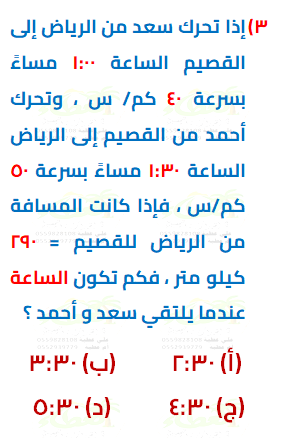 ٣) إذا تحرك سعد من الرياض إلى
القصيم الساعة ١:٠٠ مساءً
بسرعة ٤٠ كم/ س ، وتحرك
أحمد من القصيم إلى الرياض
الساعة ١:٣٠ مساءً بسرعة ٥٠
كم/س ، فإذا كانت المسافة
من الرياض للقصيم = ٢٩٠
كيلو متر ، فكم تكون الساعة
عندما يلتقي سعد و أحمد ؟
(أ) ٢:٣٠ (ب) ٣:٣٠
(ج) ٤:٣٠ (د) ٥:٣٠